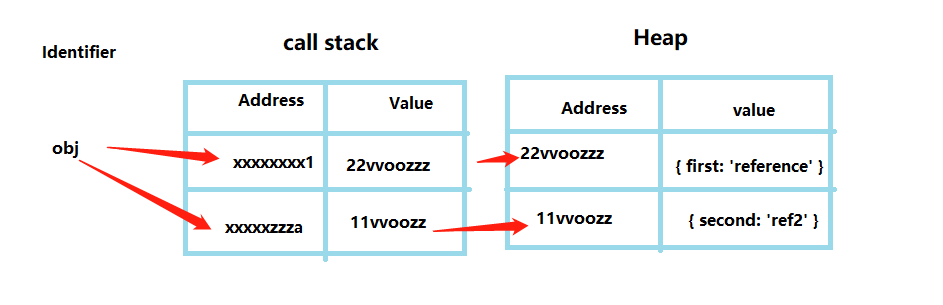 Identifier
call stack
Heap
Address
Value
Address
value
obj
xxxxxxxx1
22vvoozzz
22vvoozzz
{ first: 'reference' }
xxxxxzzza
11vvoozz
11vvoozz
{ second: 'ref2' }